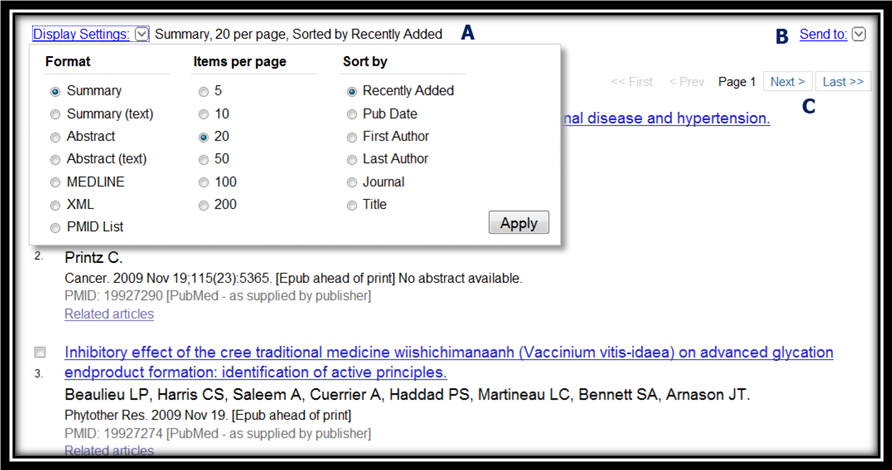 Display Settings: Summary, 20 per page, Sorted by Recently Added A B Send to:
Format Items per page Sort by
Summary 5 Recently Added
Summary (text) 10 Pub Date
Abstract 20 First Author
Abstract (text) 50 Last Author
MEDLINE 100 Journal
XML 200 Title
PMID List
Apply
<< First < Prev Page 1 Next > Last >>
C
nal disease and hypertension.
2.
Printz C.
Cancer. 2009 Nov 19;115(23):5365. [Epub ahead of print] No abstract available.
PMID: 19927290 [PubMed - as supplied by publisher]
Related articles
Inhibitory effect of the cree traditional medicine wiishichimanaanh (Vaccinium vitis-idaea) on advanced glycation
3. endproduct formation: identification of active principles.
Beaulieu LP, Harris CS, Saleem A, Cuerrier A, Haddad PS, Martineau LC, Bennett SA, Arnason JT.
Phytother Res. 2009 Nov 19. [Epub ahead of print]
PMID: 19927274 [PubMed - as supplied by publisher]
Related articles